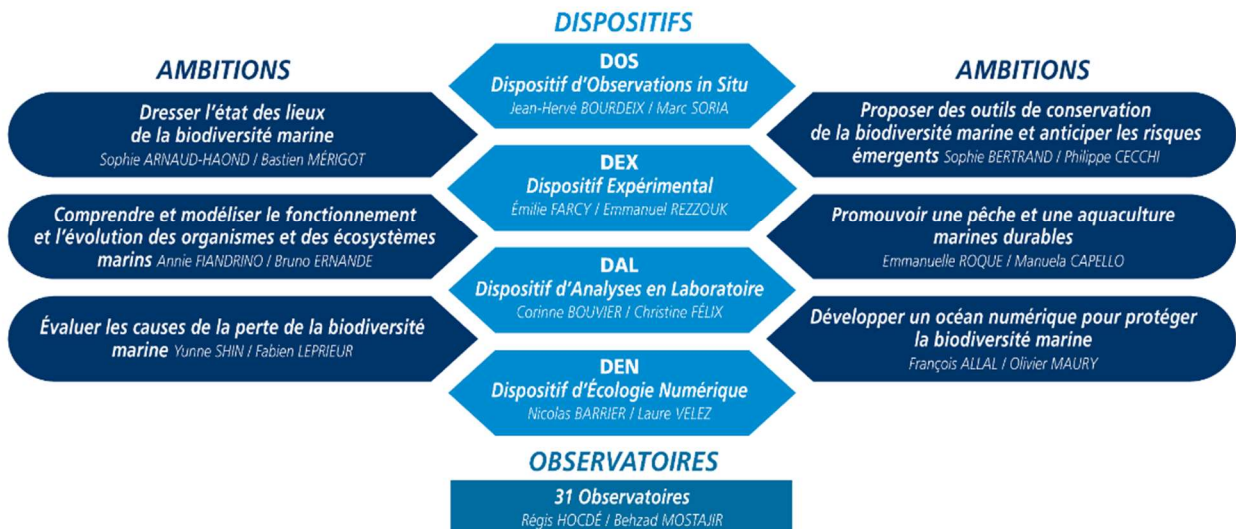 AMBITIONS
Dresser l'état des lieux
de la biodiversité marine
Sophie ARNAUD-HAOND / Bastien MÉRIGOT
Comprendre et modéliser le fonctionnement
et l'évolution des organismes et des écosystèmes
marins Annie FIANDRINO / Bruno ERNANDE
Évaluer les causes de la perte de la biodiversité
marine Yunne SHIN / Fabien LEPRIEUR
DISPOSITIFS
DOS
Dispositif d'Observations in Situ
Jean-Hervé BOURDEIX / Marc SORIA
DEX
Dispositif Expérimental
Émilie FARCY / Emmanuel REZZOUK
DAL
Dispositif d'Analyses en Laboratoire
Corinne BOUVIER / Christine FÉLIX
DEN
Dispositif d'Écologie Numérique
Nicolas BARRIER / Laure VELEZ
OBSERVATOIRES
31 Observatoires
Régis HOCDÉ / Behzad MOSTAJIR
AMBITIONS
Proposer des outils de conservation
de la biodiversité marine et anticiper les risques
émergents Sophie BERTRAND / Philippe CECCHI
Promouvoir une pêche et une aquaculture
marines durables
Emmanuelle ROQUE / Manuela CAPELLO
Développer un océan numérique pour protéger
la biodiversité marine
François ALLAL / Olivier MAURY